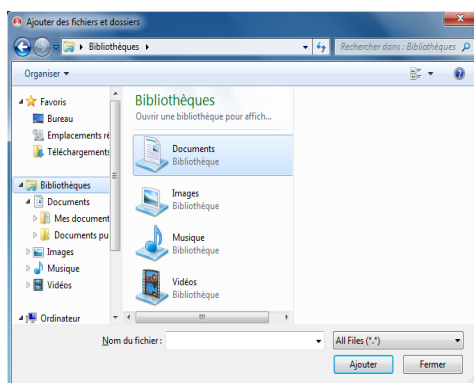 Ajouter des fichiers et dossiers
Bibliothèques
Rechercher dans : Bibliothèques
Organiser
Favoris
Bureau
Emplacements ré
Téléchargements
Bibliothèques
Documents
Mes document
Documents pu
Images
Musique
Vidéos
Ordinateur
Bibliothèques
Ouvrir une bibliothèque pour affich...
Documents
Bibliothèque
Images
Bibliothèque
Musique
Bibliothèque
Vidéos
Bibliothèque
Nom du fichier :
All Files (*.*)
Ajouter
Fermer